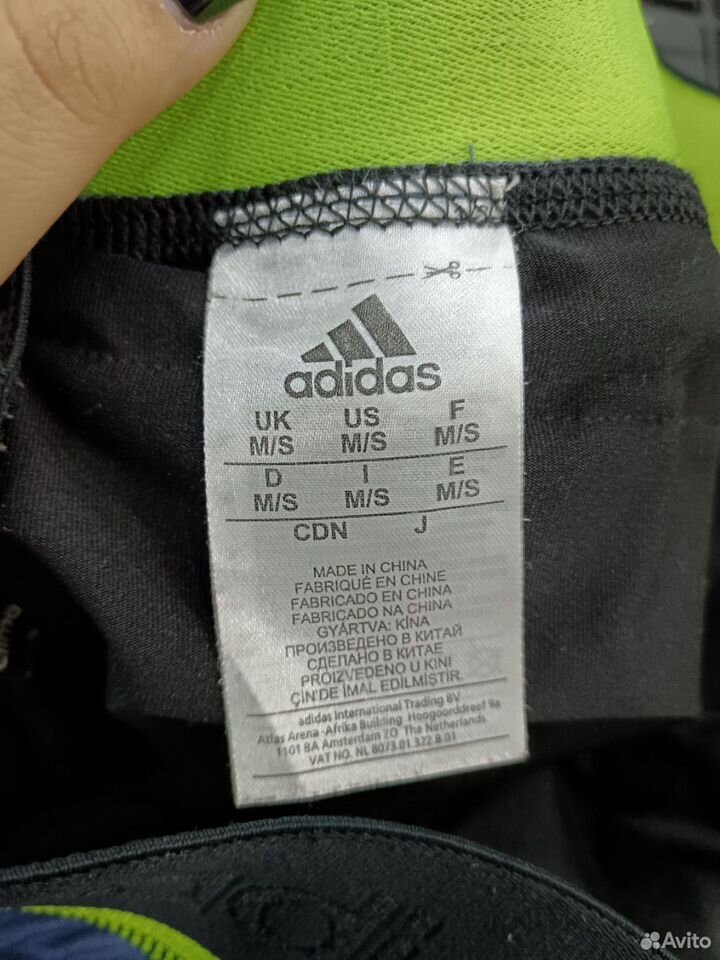 adidas
UK US F
M/S M/S M/S
D I E
M/S M/S M/S
CDN J
MADE IN CHINA
FABRIQUÉ EN CHINE
FABRICADO EN CHINA
FABRICADO NA CHINA
GYÁRTVA: KÍNA
ПРОИЗВЕДЕНО В КИТАЙ
СДЕЛАНО В КИТАЕ
PROIZVEDENO U KINI
ÇİN'DE İMAL EDİLMİŞTİR.
adidas International Trading BV
Atlas Arena -Afrika Building Hoogoorddreef 9a
1101 BA Amsterdam ZO The Netherlands
VAT NO. NL 8073 01 322 B 01
Avito